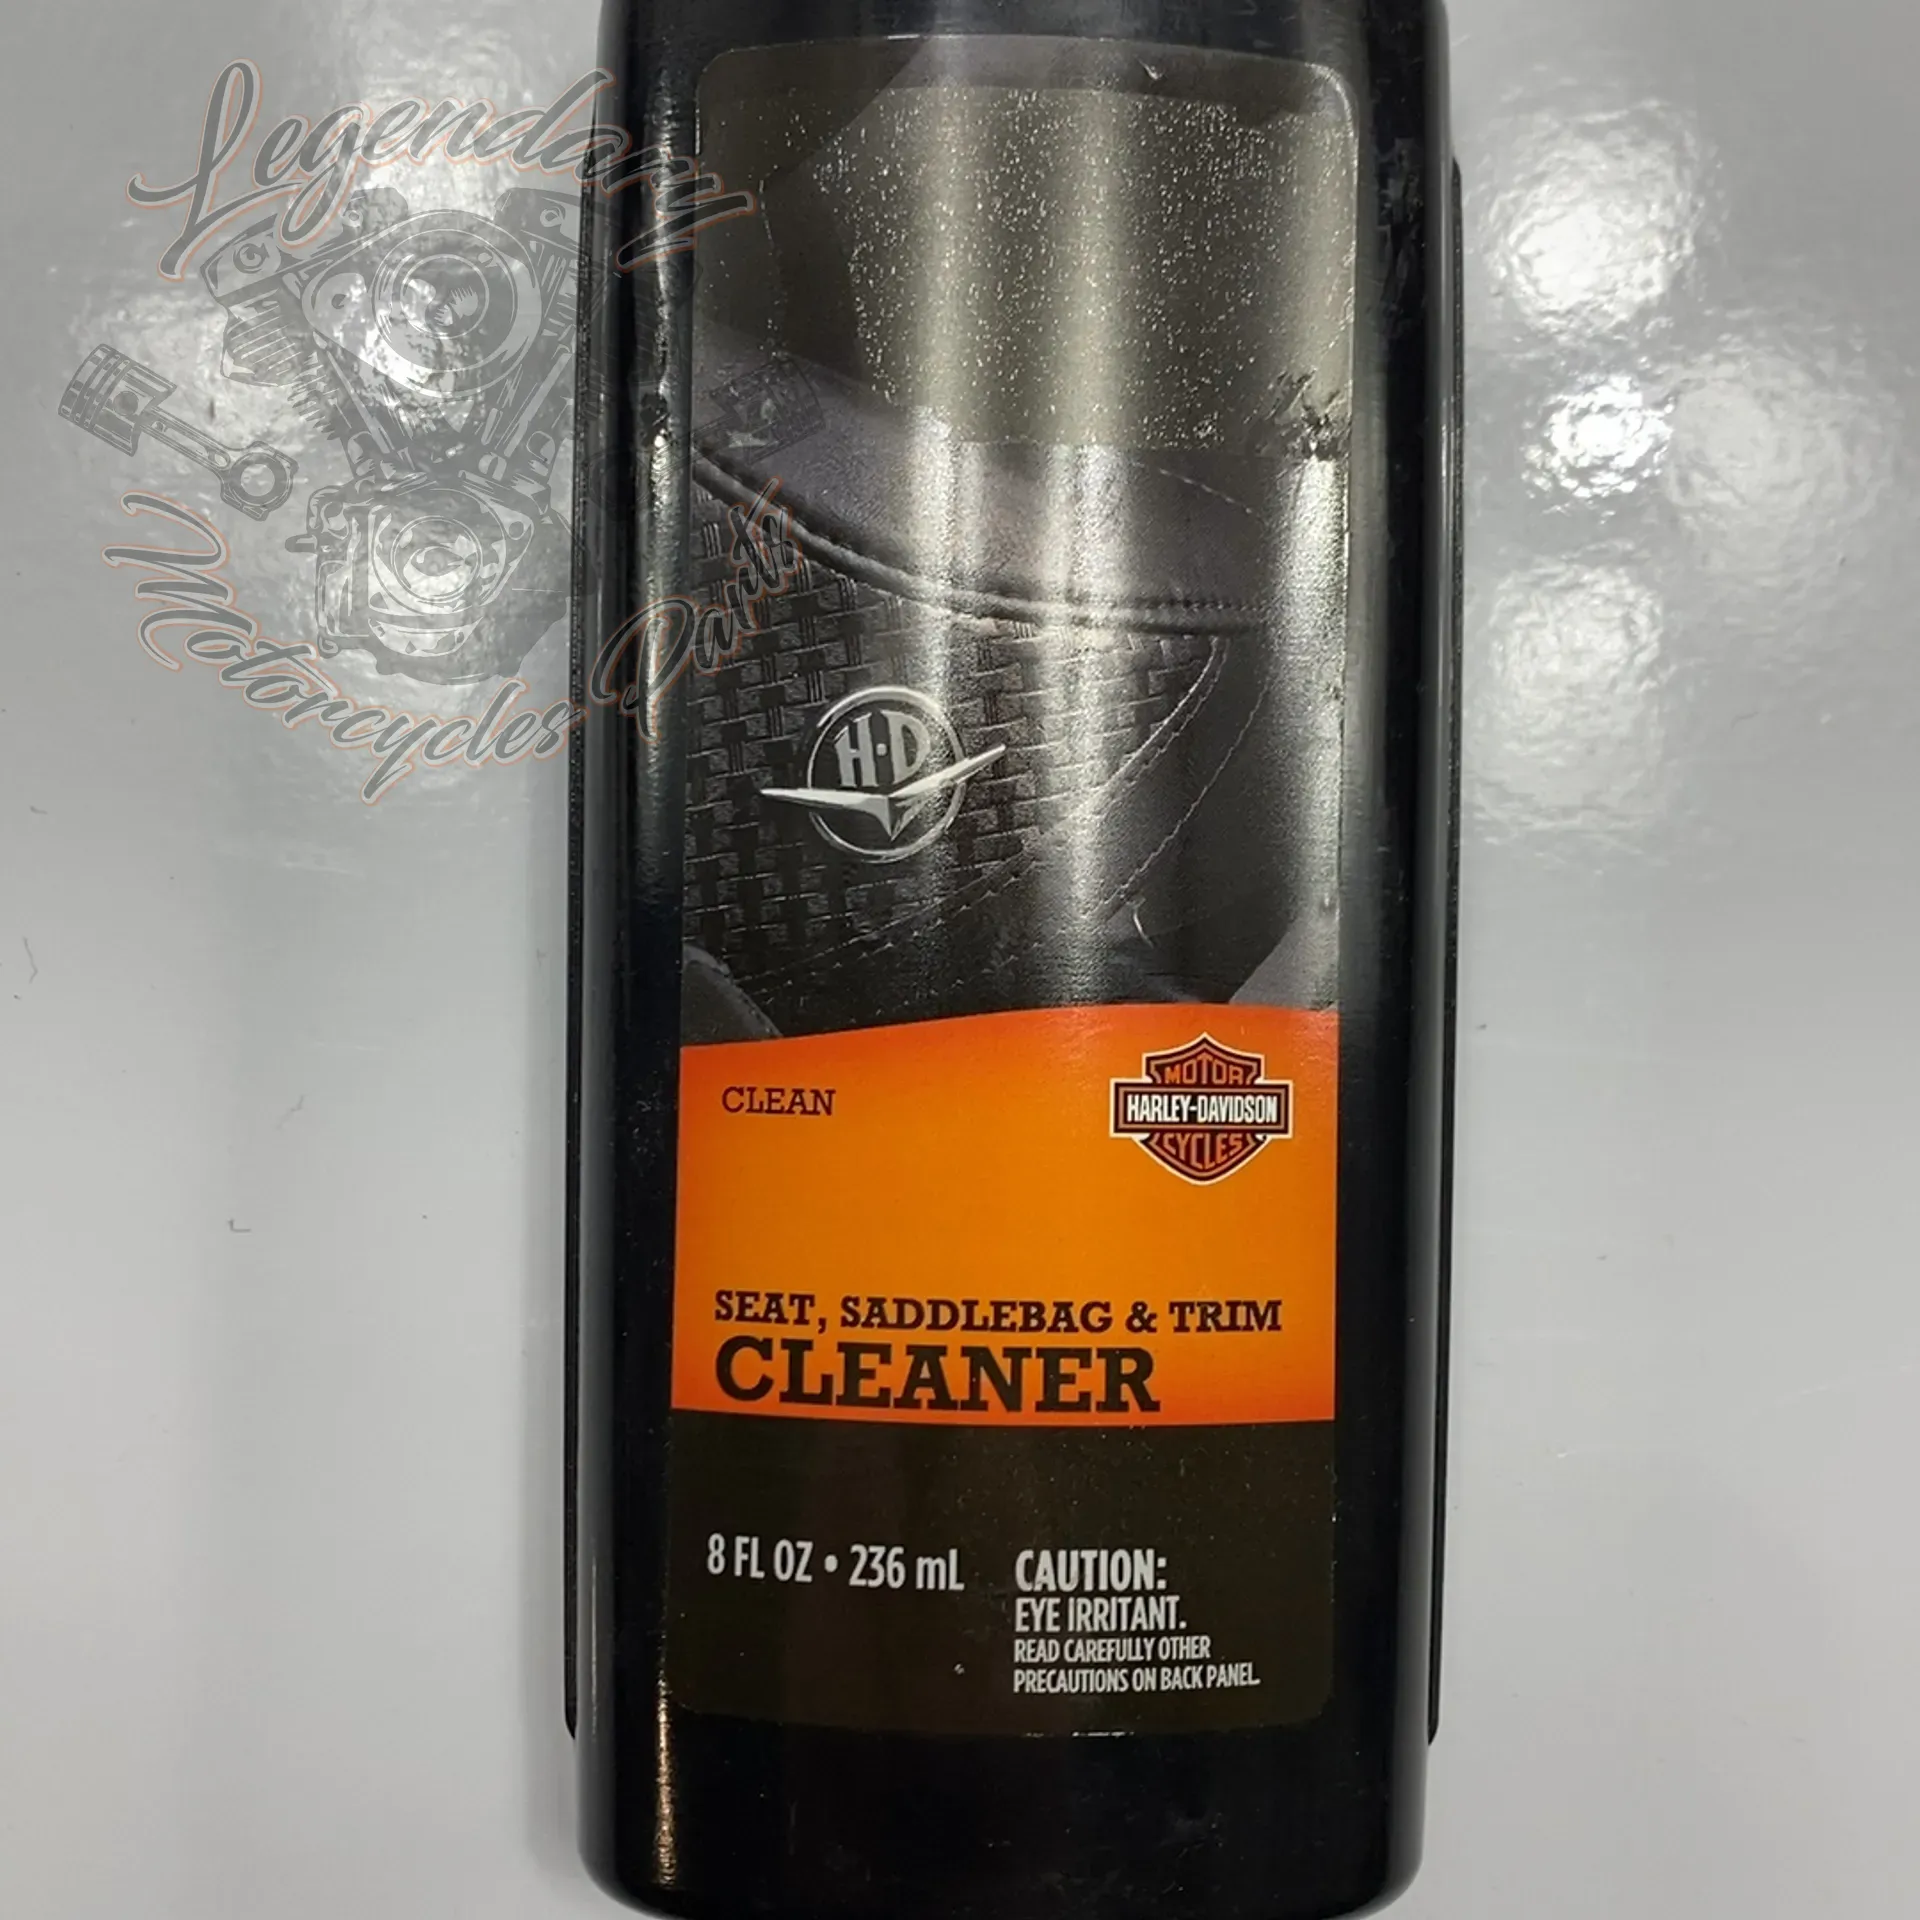 Legendary
Motorcycles Parts
H-D
CLEAN
MOTOR
HARLEY-DAVIDSON
CYCLES
SEAT, SADDLEBAG & TRIM
CLEANER
8 FL OZ • 236 mL
CAUTION:
EYE IRRITANT.
READ CAREFULLY OTHER
PRECAUTIONS ON BACK PANEL.